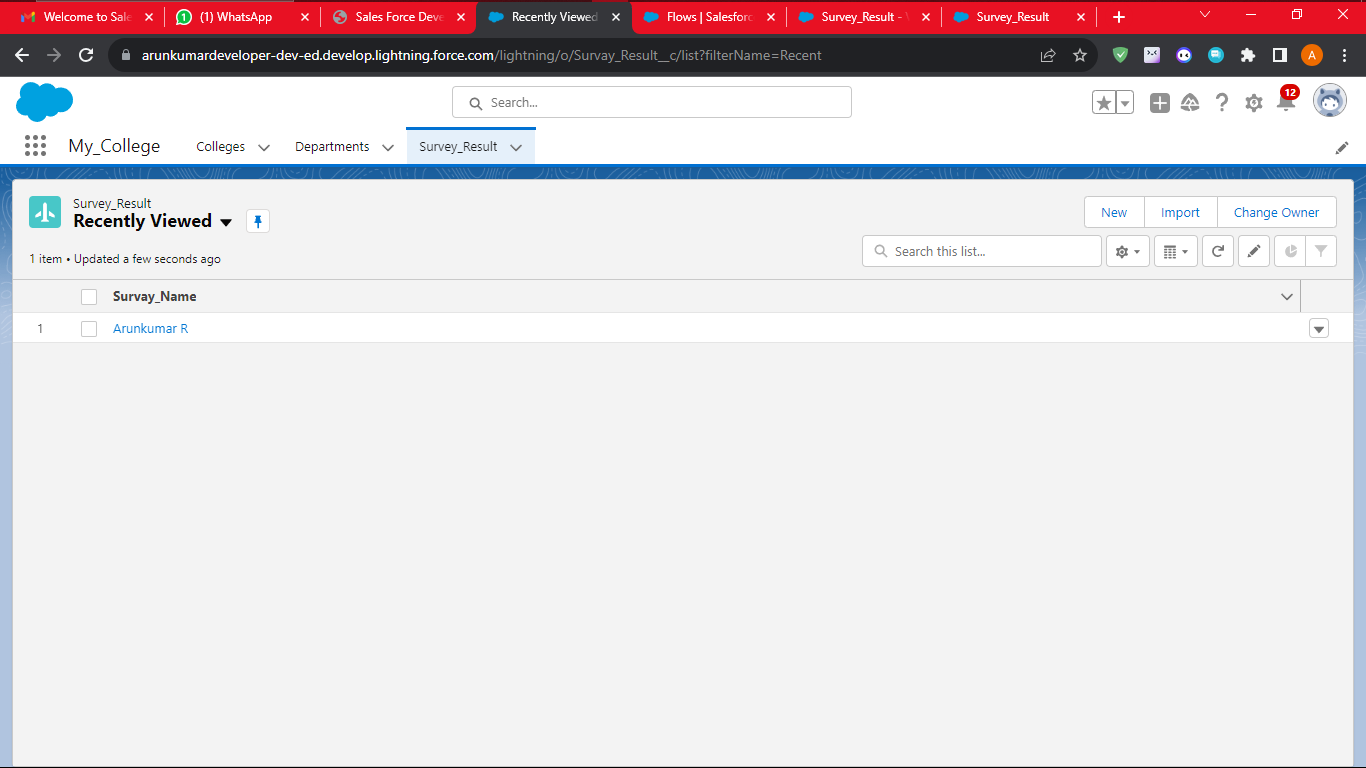 Welcome to Sale
(1) WhatsApp
Sales Force Deve
Recently Viewed
Flows | Salesforc
Survey_Result -
Survey_Result
arunkumardeveloper-dev-ed.develop.lightning.force.com/lightning/o/Survay_Result__c/list?filterName=Recent
A
Search...
12
My_College
Colleges
Departments
Survey_Result
Survey_Result
Recently Viewed
New
Import
Change Owner
1 item • Updated a few seconds ago
Search this list...
Survay_Name
1
Arunkumar R